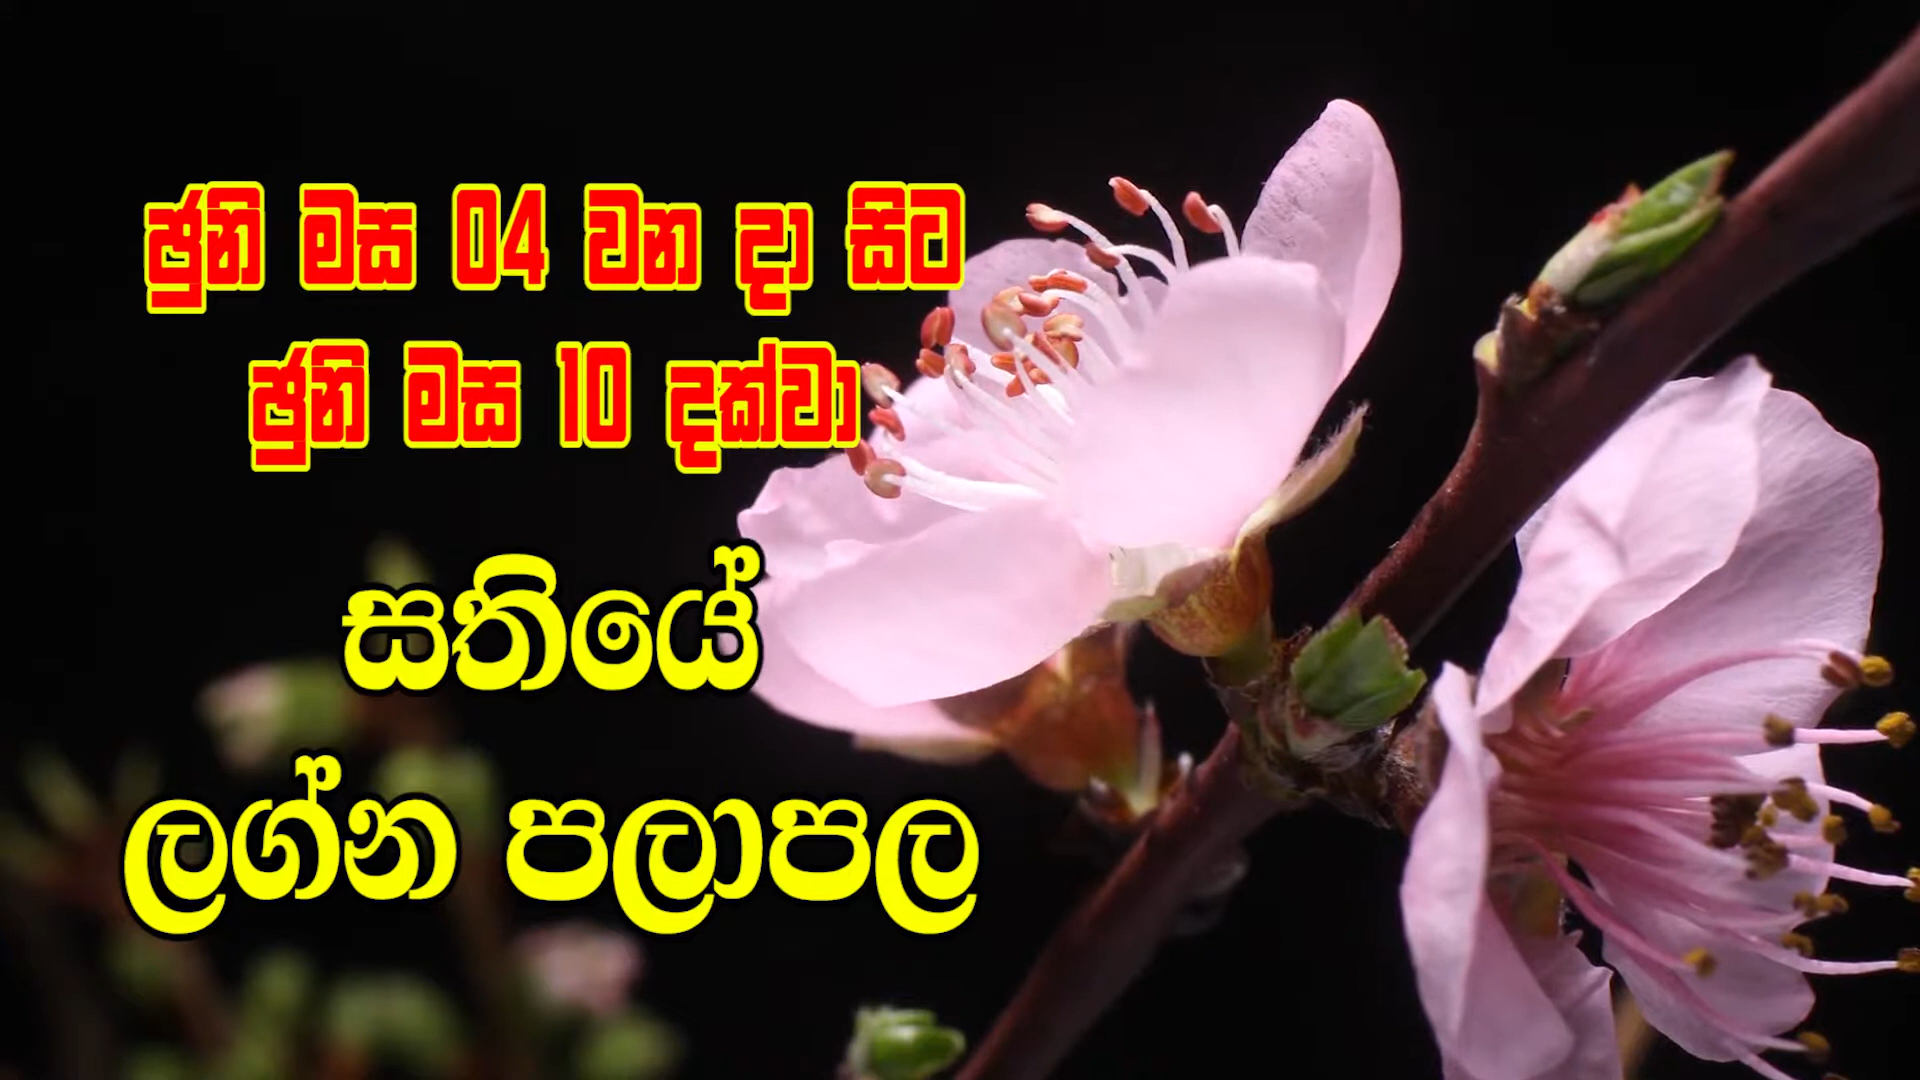 ජුනි මස 04 වන දා සිට
ජුනි මස 10 දක්වා
සතියේ
ලග්න පලාපල